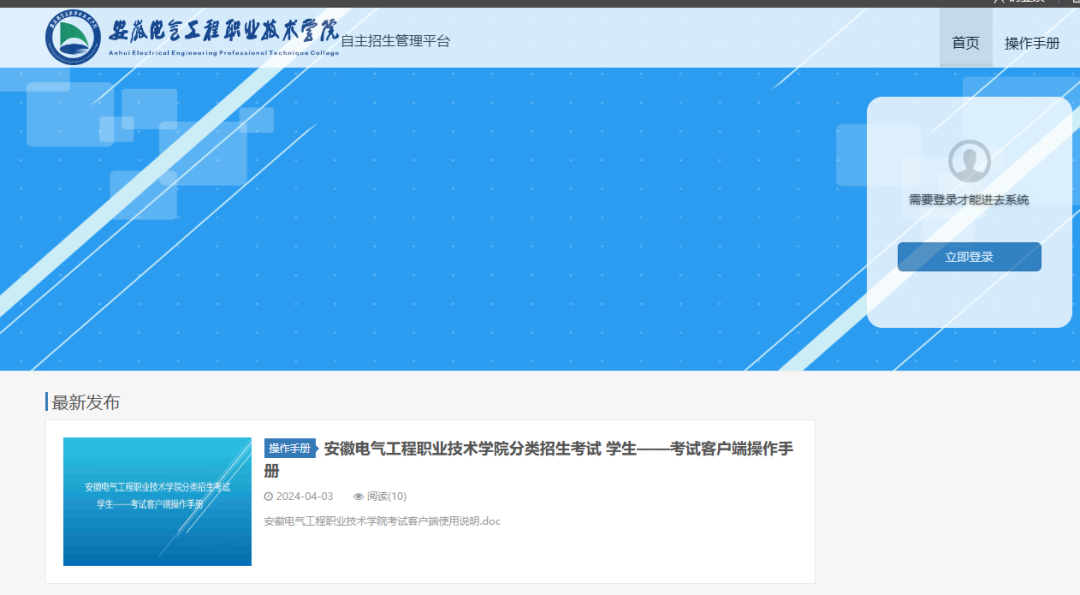 安徽电气工程职业技术学院
Anhui Electrical Engineering Professional Technique College
自主招生管理平台
首页
操作手册
需要登录才能进去系统
立即登录
最新发布
安徽电气工程职业技术学院分类招生考试
学生——考试客户端操作手册
操作手册 安徽电气工程职业技术学院分类招生考试 学生——考试客户端操作手
册
2024-04-03 阅读(10)
安徽电气工程职业技术学院考试客户端使用说明.doc